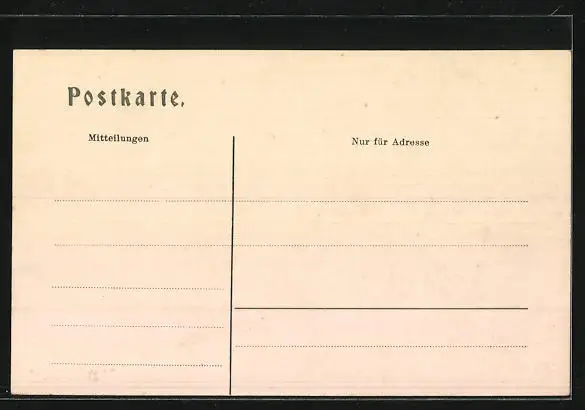 Postkarte.
Mitteilungen
Nur für Adresse